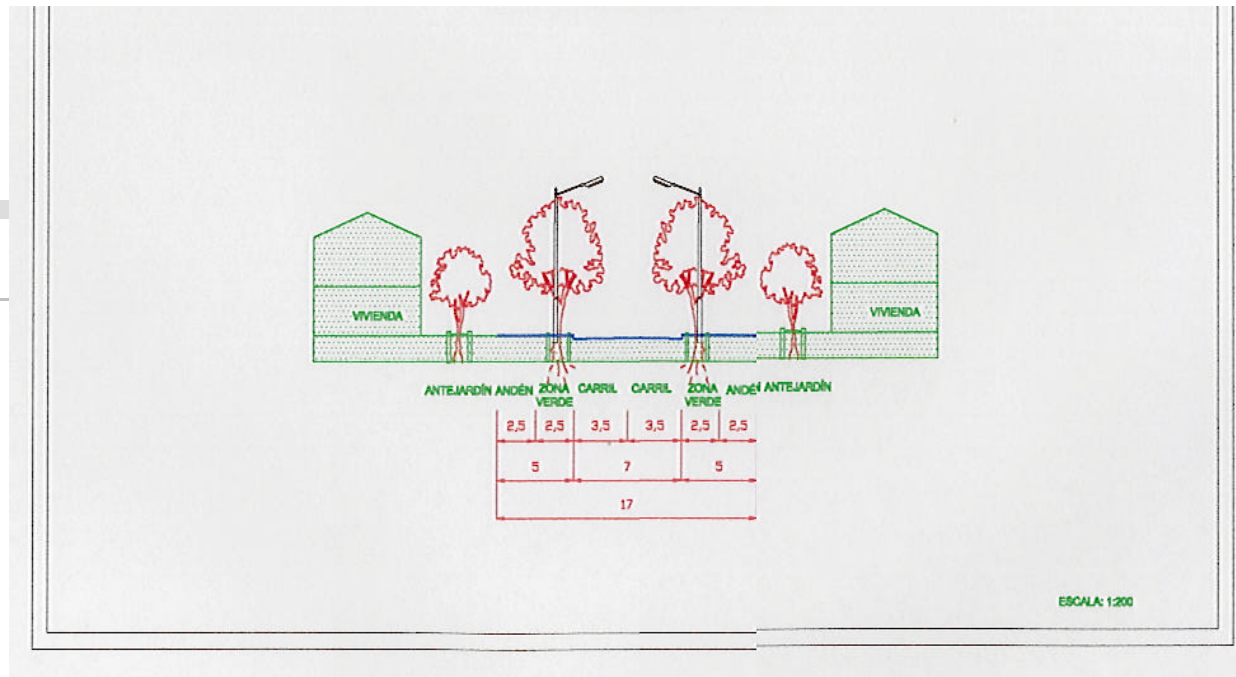 VIVIENDA
VIVIENDA
ANTEJARDÍN ANDÉN ZONA VERDE CARRIL CARRIL ZONA VERDE ANDÉN ANTEJARDÍN
2,5 2,5 3,5 3,5 2,5 2,5
5 7 5
17
ESCALA: 1:200